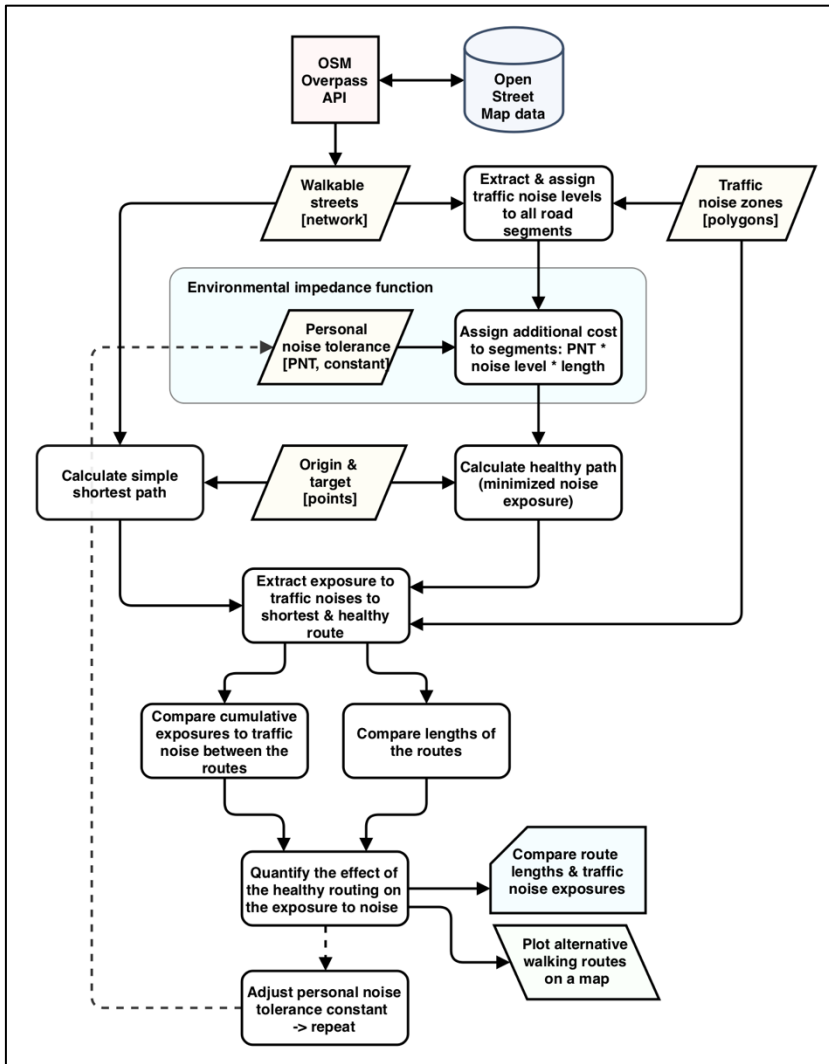 OSM
Overpass
API
Open
Street
Map data
Walkable
streets
[network]
Extract & assign
traffic noise levels
to all road
segments
Traffic
noise zones
[polygons]
Environmental impedance function
Personal
noise tolerance
[PNT, constant]
Assign additional cost
to segments: PNT *
noise level * length
Calculate simple
shortest path
Origin &
target
[points]
Calculate healthy path
(minimized noise
exposure)
Extract exposure to
traffic noises to
shortest & healthy
route
Compare cumulative
exposures to traffic
noise between the
routes
Compare lengths of
the routes
Quantify the effect of
the healthy routing on
the exposure to noise
Compare route
lengths & traffic
noise exposures
Plot alternative
walking routes
on a map
Adjust personal noise
tolerance constant
-> repeat